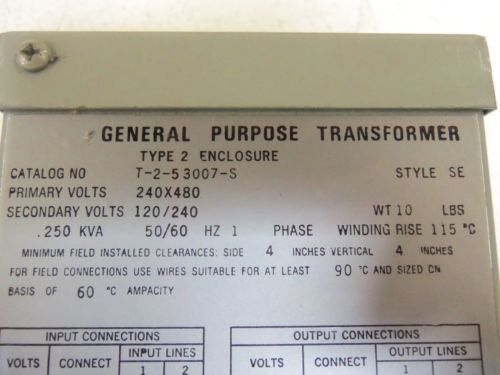 GENERAL PURPOSE TRANSFORMER
TYPE 2 ENCLOSURE
CATALOG NO T-2-53007-S STYLE SE
PRIMARY VOLTS 240X480
SECONDARY VOLTS 120/240 WT 10 LBS
.250 KVA 50/60 HZ 1 PHASE WINDING RISE 115 °C
MINIMUM FIELD INSTALLED CLEARANCES: SIDE 4 INCHES VERTICAL 4 INCHES
FOR FIELD CONNECTIONS USE WIRES SUITABLE FOR AT LEAST 90 °C AND SIZED ON
BASIS OF 60 °C AMPACITY
INPUT CONNECTIONS OUTPUT CONNECTIONS
VOLTS CONNECT INPUT LINES VOLTS CONNECT OUTPUT LINES
1 2 1 2